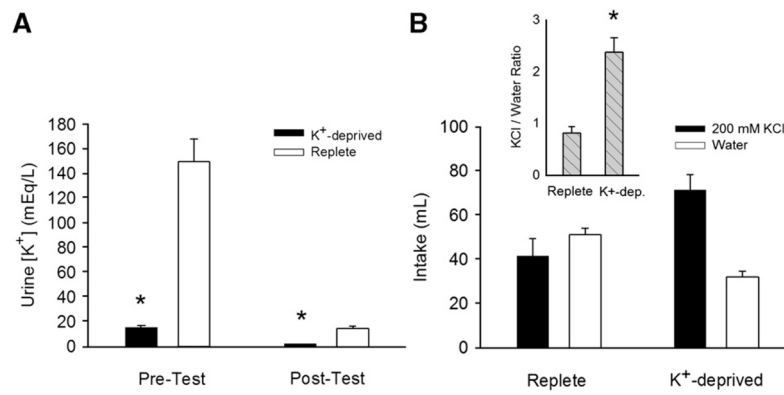 A
Urine [K+] (mEq/L)
180
160
140
120
100
80
60
40
20
0
*
*
K+-deprived
Replete
Pre-Test
Post-Test
B
Intake (mL)
100
80
60
40
20
0
KCl / Water Ratio
3
2
1
0
*
Replete
K+-dep.
200 mM KCl
Water
Replete
K+-deprived